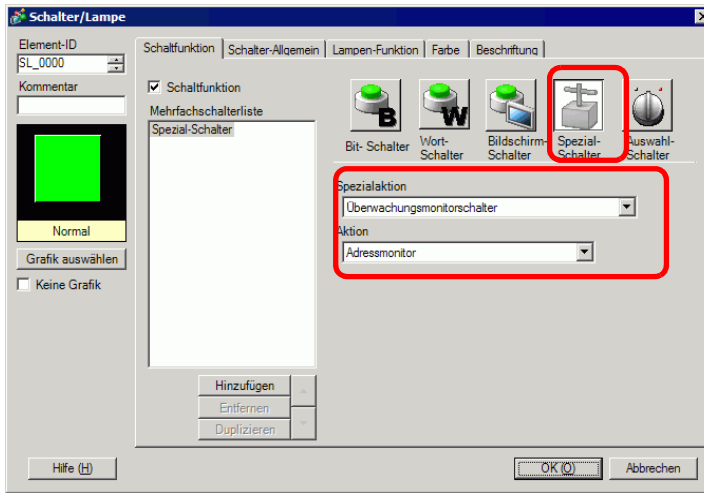 Schalter/Lampe
Element-ID
SL_0000
Kommentar
Normal
Grafik auswählen
Keine Grafik
Schaltfunktion Schalter-Allgemein Lampen-Funktion Farbe Beschriftung
Schaltfunktion
Mehrfachschalterliste
Spezial-Schalter
B
W
Bit- Schalter
Wort-
Schalter
Bildschirm-
Schalter
Spezial-
Schalter
Auswahl-
Schalter
Spezialaktion
Überwachungsmonitorschalter
Aktion
Adressmonitor
Hinzufügen
Entfernen
Duplizieren
Hilfe (H)
OK (O)
Abbrechen